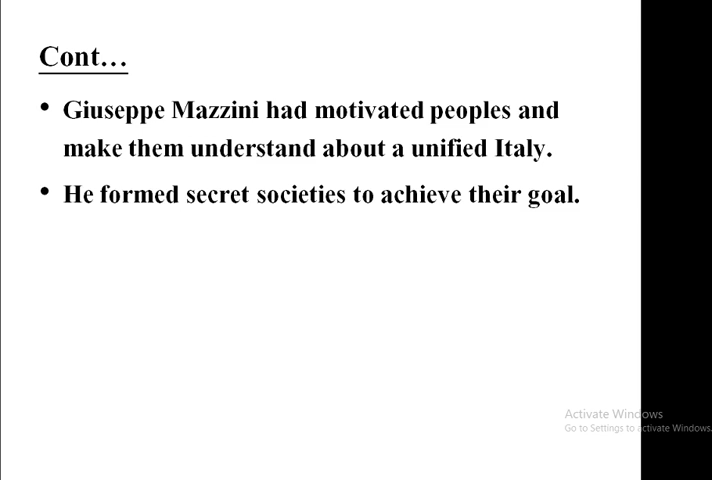 Cont…
• Giuseppe Mazzini had motivated peoples and
make them understand about a unified Italy.
• He formed secret societies to achieve their goal.
Activate Windows
Go to Settings to activate Windows.